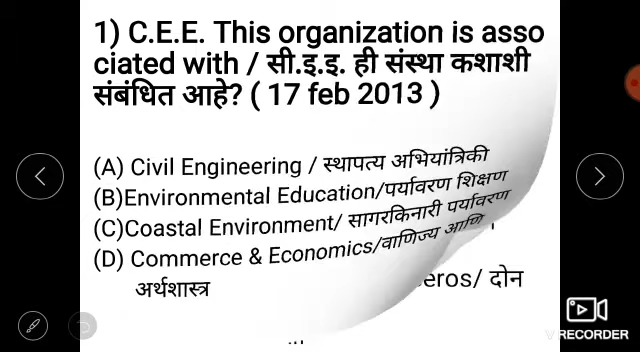 1) C.E.E. This organization is asso
ciated with / सी.इ.इ. ही संस्था कशाशी
संबंधित आहे? ( 17 feb 2013 )
(A) Civil Engineering / स्थापत्य अभियांत्रिकी
(B)Environmental Education/पर्यावरण शिक्षण
(C)Coastal Environment/ सागरकिनारी पर्यावरण
(D) Commerce & Economics/वाणिज्य आणि
अर्थशास्त्र
eros/ दोन
V RECORDER